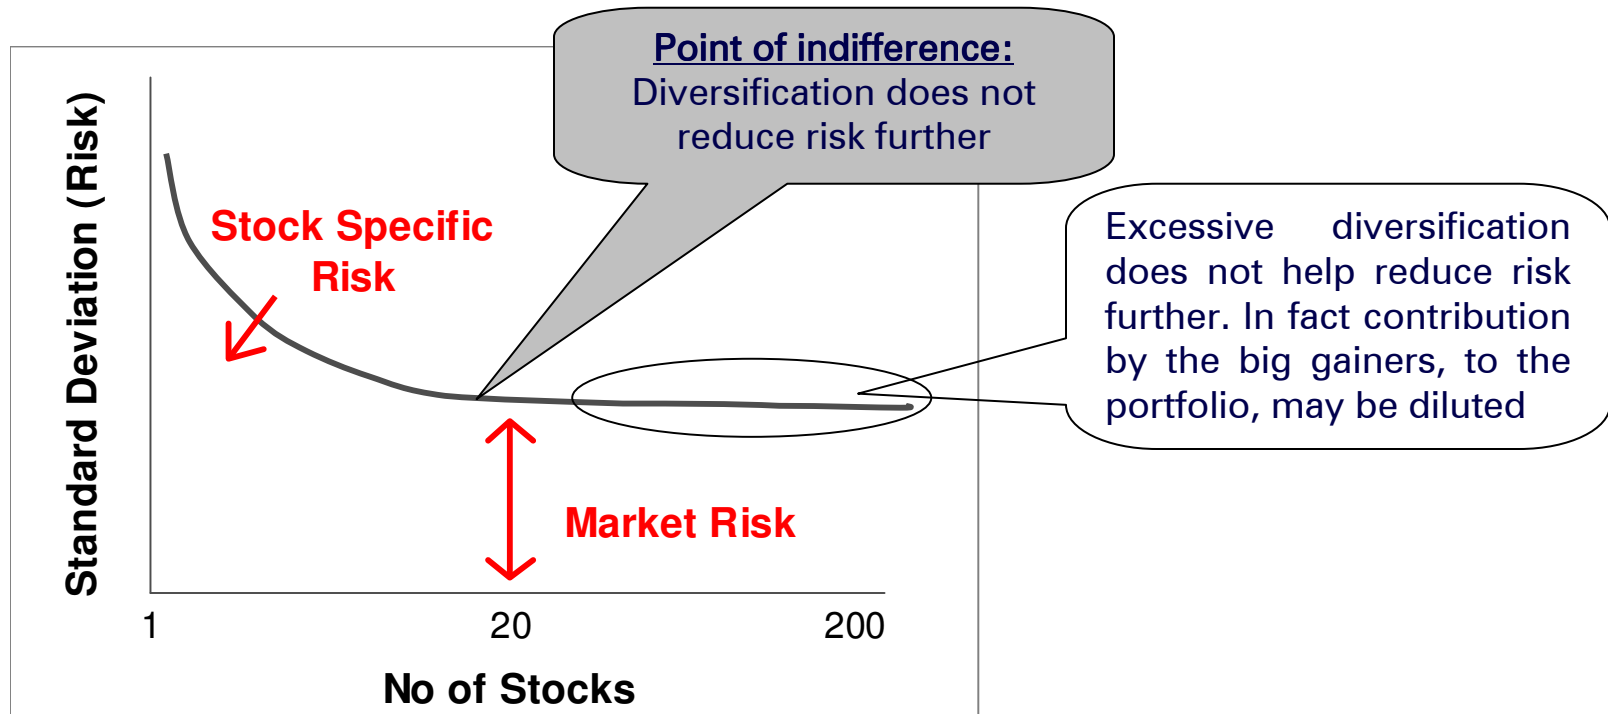 Point of indifference:
Diversification does not
reduce risk further
Standard Deviation (Risk)
Stock Specific
Risk
Excessive diversification
does not help reduce risk
further. In fact contribution
by the big gainers, to the
portfolio, may be diluted
Market Risk
1 20 200
No of Stocks